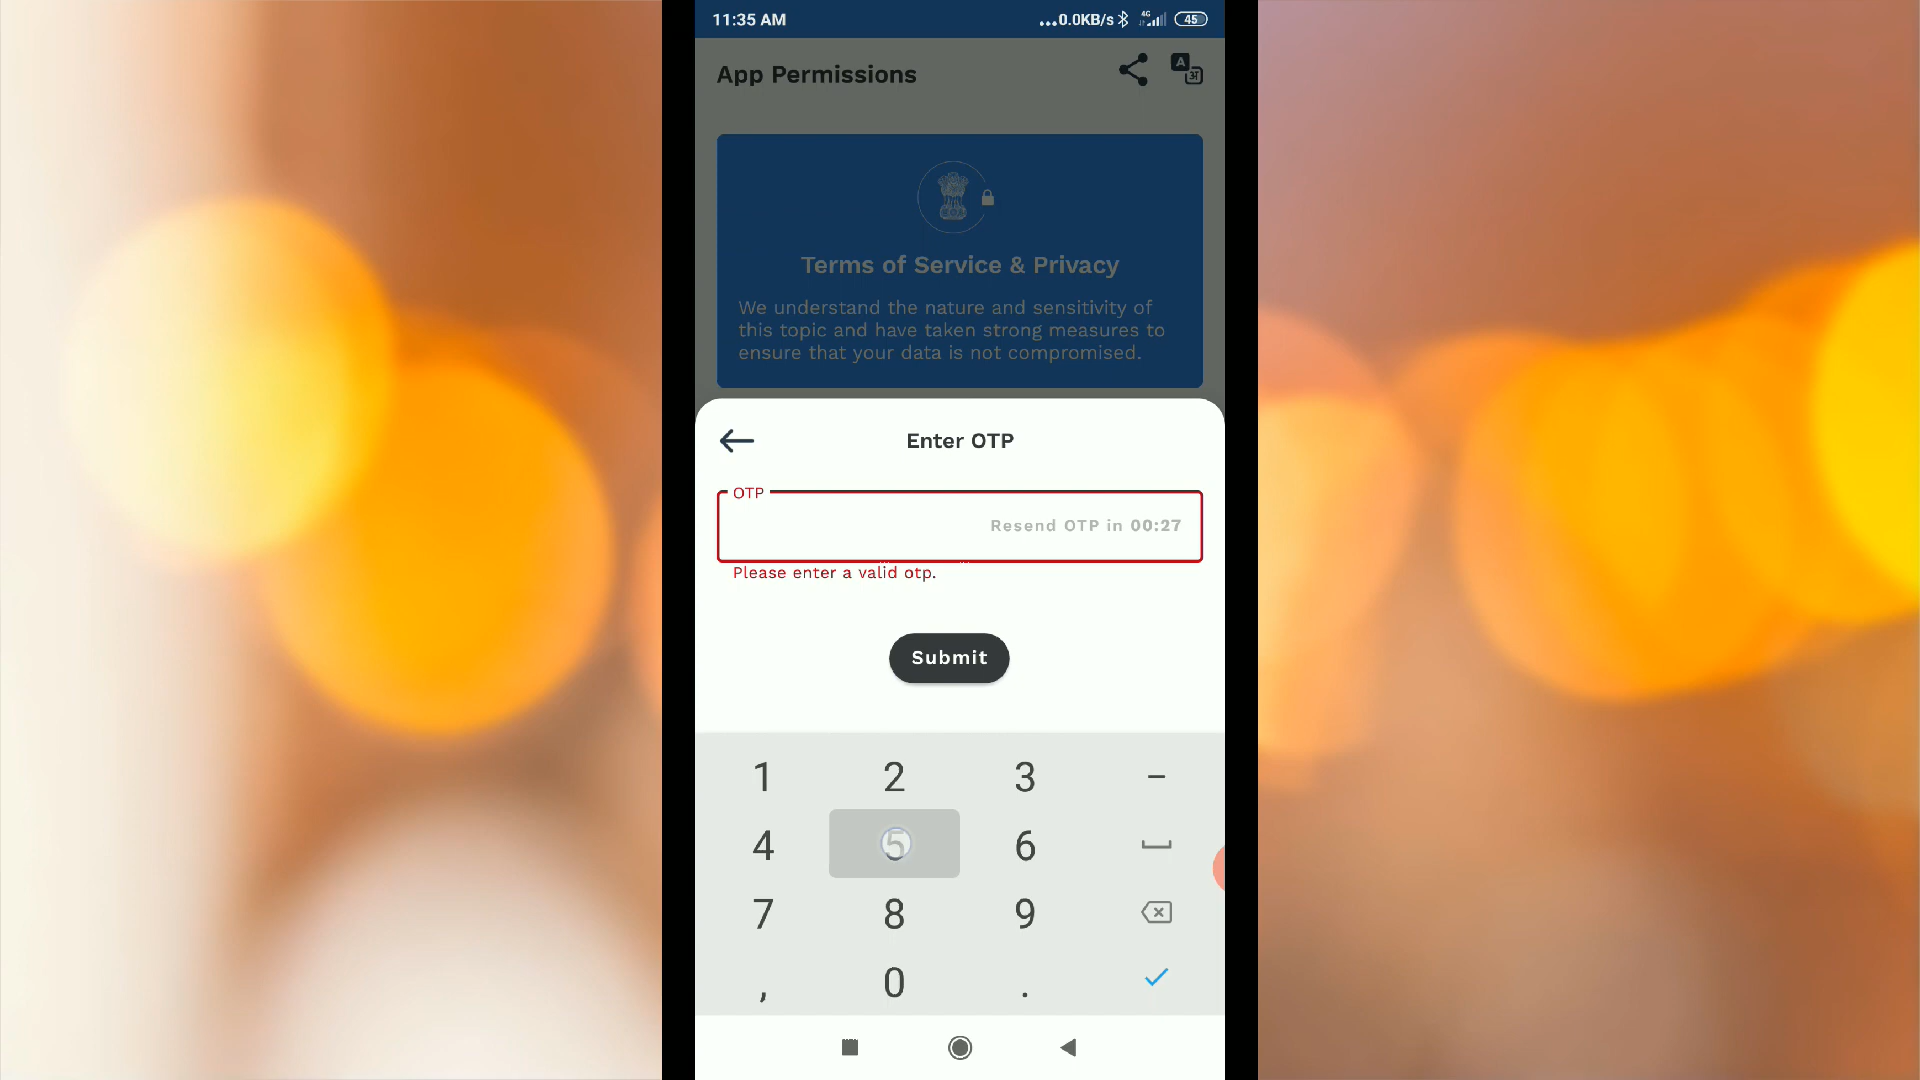 11:35 AM
...0.0KB/s 4G 45
App Permissions
A अ
Terms of Service & Privacy
We understand the nature and sensitivity of
this topic and have taken strong measures to
ensure that your data is not compromised.
Enter OTP
OTP
Resend OTP in 00:27
Please enter a valid otp.
Submit
1 2 3 -
4 5 6
7 8 9
, 0 .